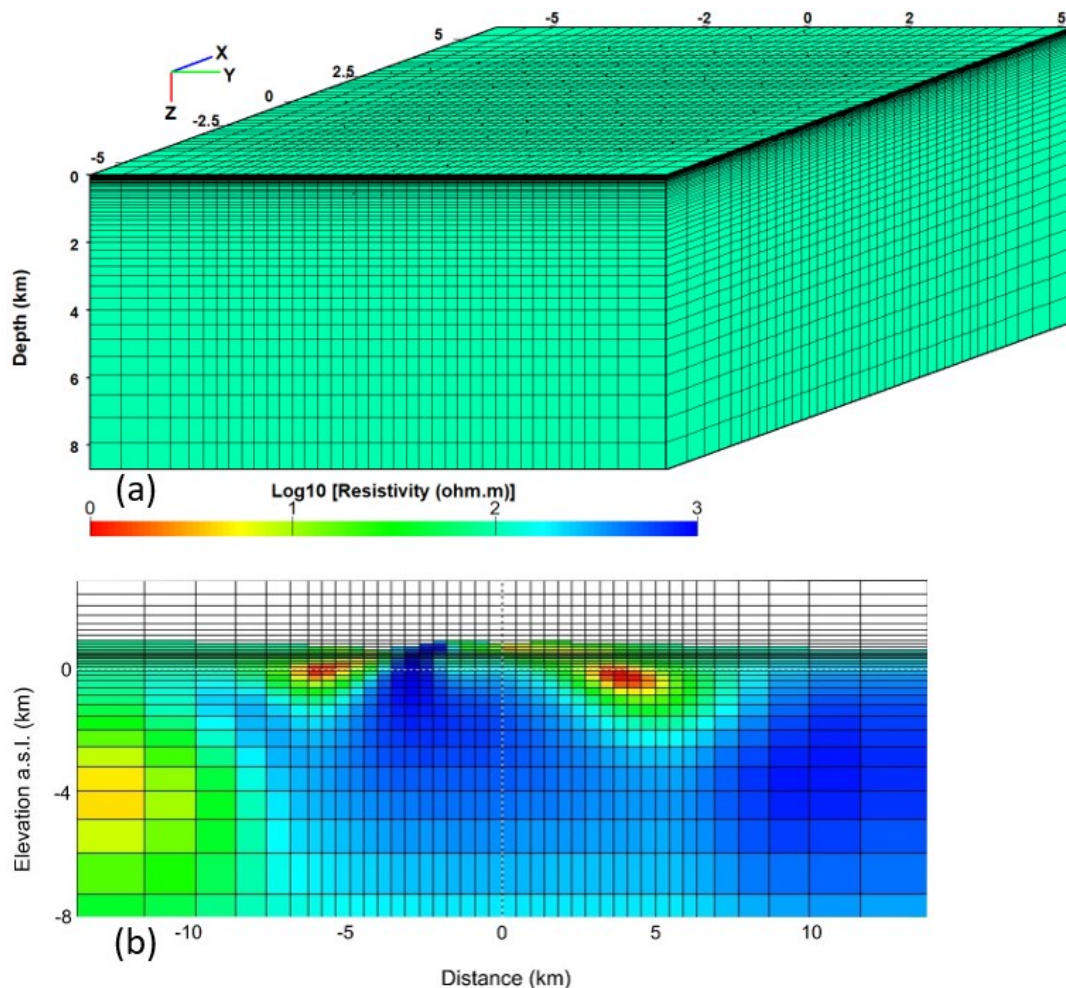 -5 -2 0 2 5
X
Y
Z
5
2.5
0
-2.5
-5
0
2
4
6
8
Depth (km)
(a)
Log10 [Resistivity (ohm.m)]
0 1 2 3
0
-4
-8
Elevation a.s.l. (km)
(b)
-10 -5 0 5 10
Distance (km)